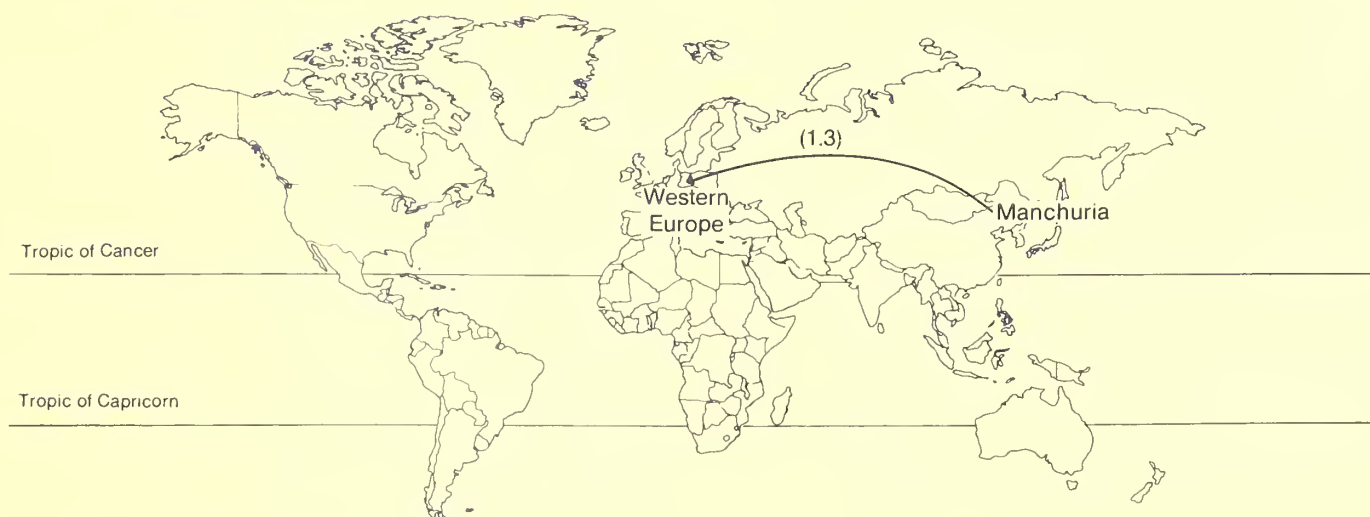 (1.3)
Western
Europe
Manchuria
Tropic of Cancer
Tropic of Capricorn